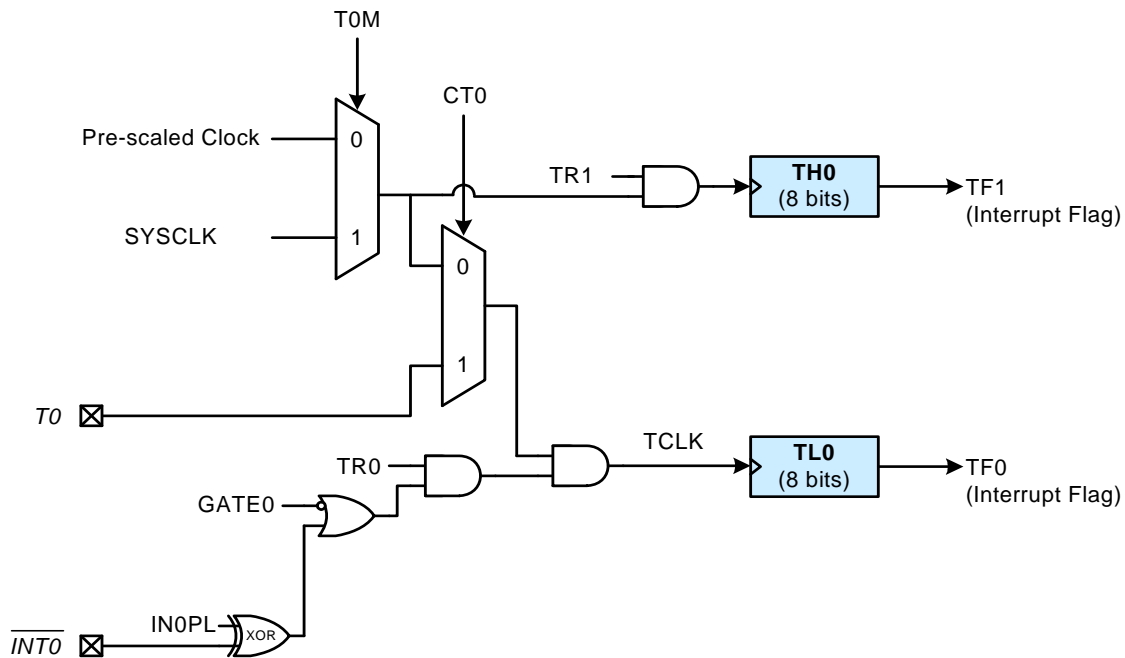 T0M
CT0
Pre-scaled Clock
0
TR1
TH0
(8 bits)
TF1
(Interrupt Flag)
SYSCLK
1
0
1
T0
TCLK
TL0
(8 bits)
TF0
(Interrupt Flag)
TR0
GATE0
IN0PL
XOR
INT0